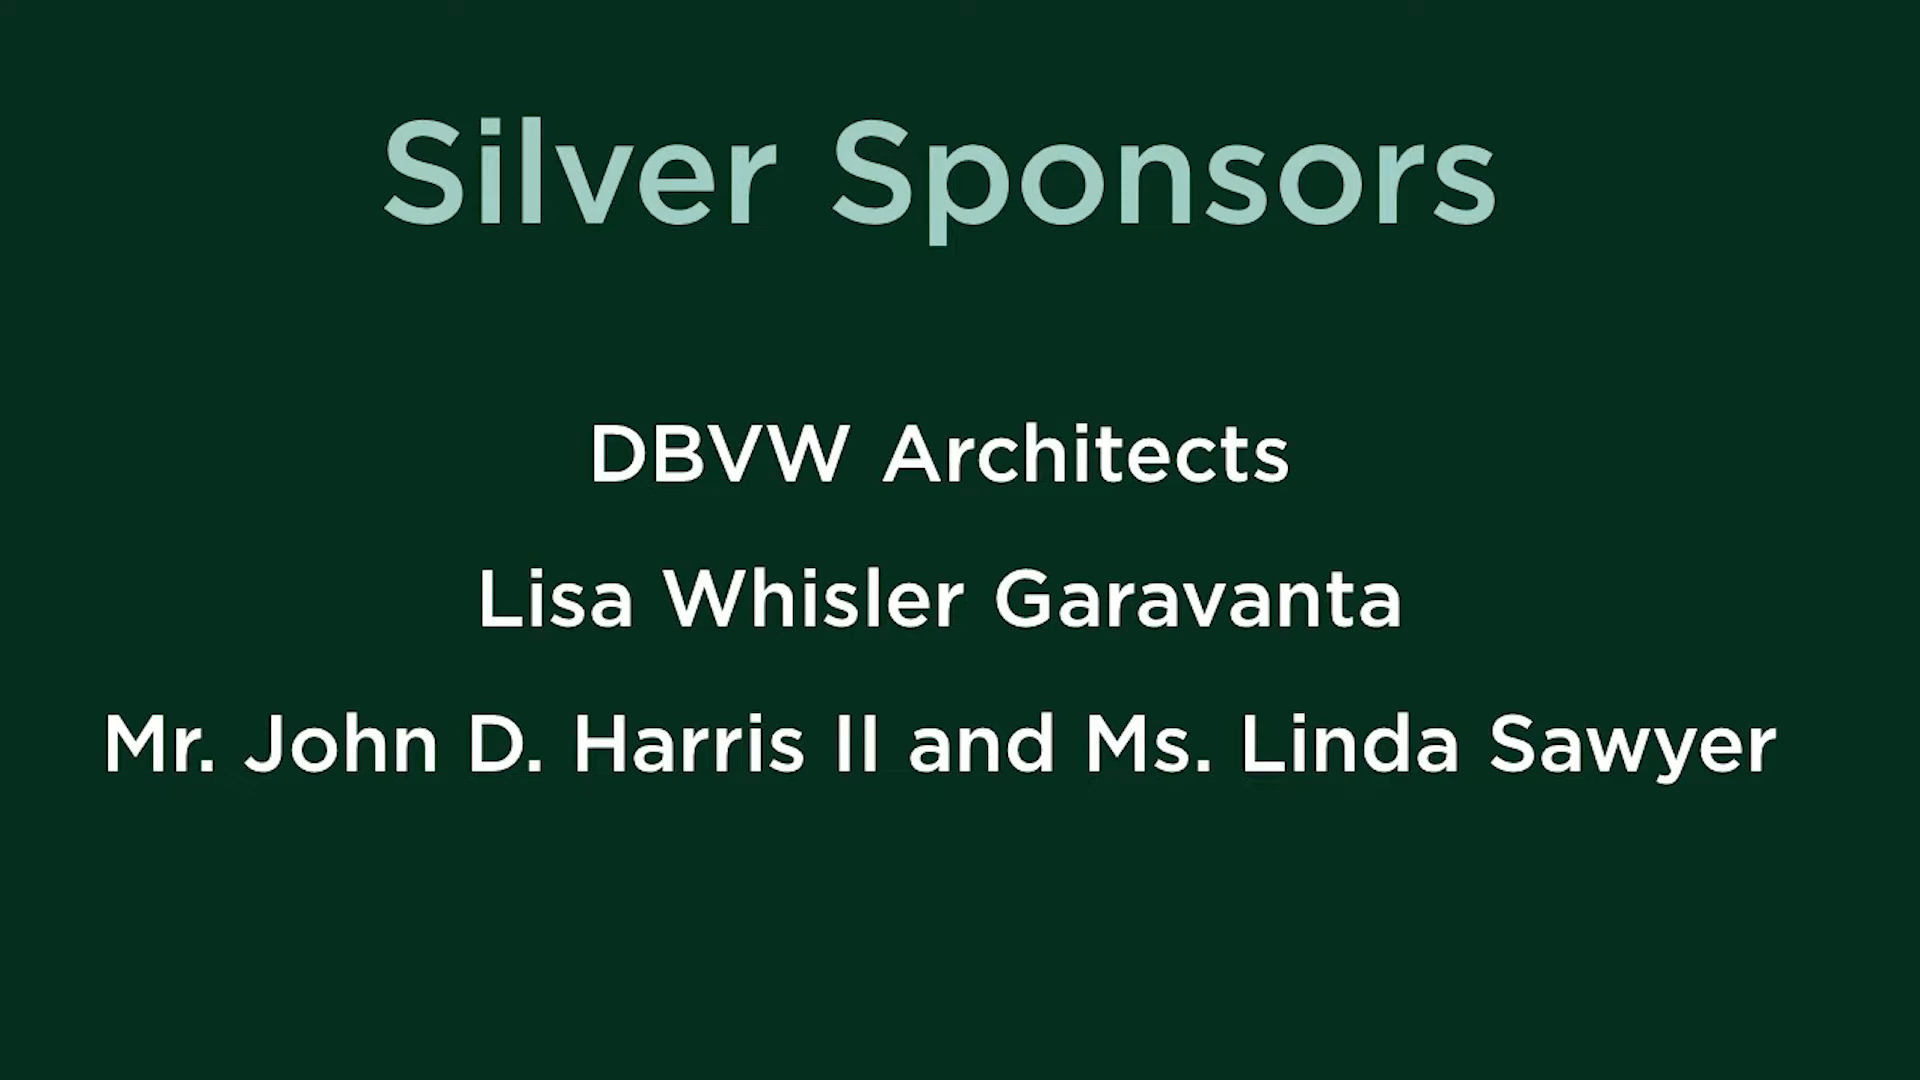 Silver Sponsors
DBVW Architects
Lisa Whisler Garavanta
Mr. John D. Harris II and Ms. Linda Sawyer